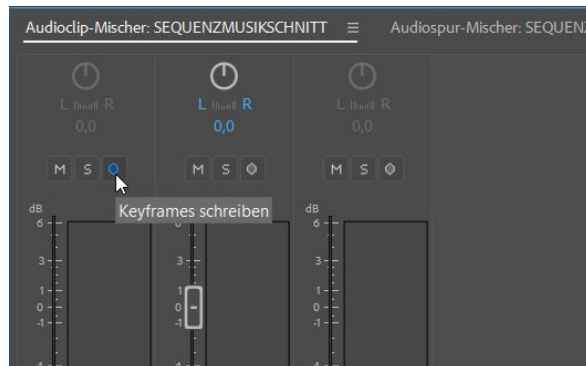 Audioclip-Mischer: SEQUENZMUSIKSCHNITT ≡ Audiospur-Mischer: SEQUEN
L R L R L R
0,0 0,0 0,0
M S M S M S
Keyframes schreiben
dB dB
6 6 6
3 3 3
1 1 1
0 0 0
-1 -1 -1